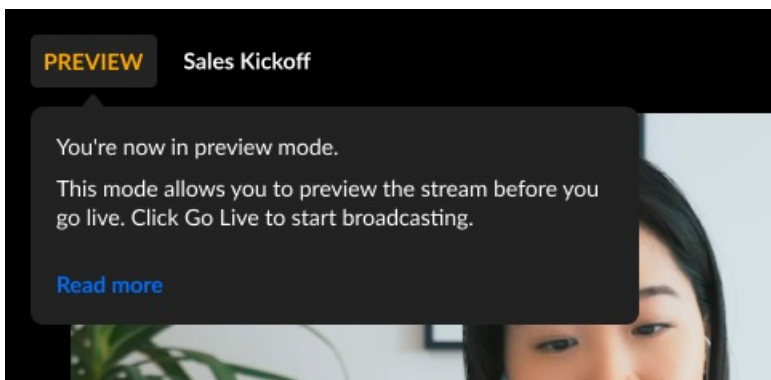 PREVIEW Sales Kickoff
You're now in preview mode.
This mode allows you to preview the stream before you
go live. Click Go Live to start broadcasting.
Read more